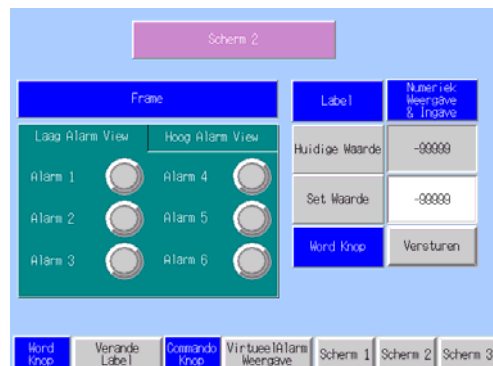 Scherm 2
Frame
Label
Numeriek
Weergave
& Ingave
Laag Alarm View
Hoog Alarm View
Huidige Waarde
-99999
Alarm 1
Alarm 4
Set Waarde
-99999
Alarm 2
Alarm 5
Word Knop
Versturen
Alarm 3
Alarm 6
Word
Knop
Verande
Label
Commando
Knop
VirtueelAlarm
Weergave
Scherm 1
Scherm 2
Scherm 3